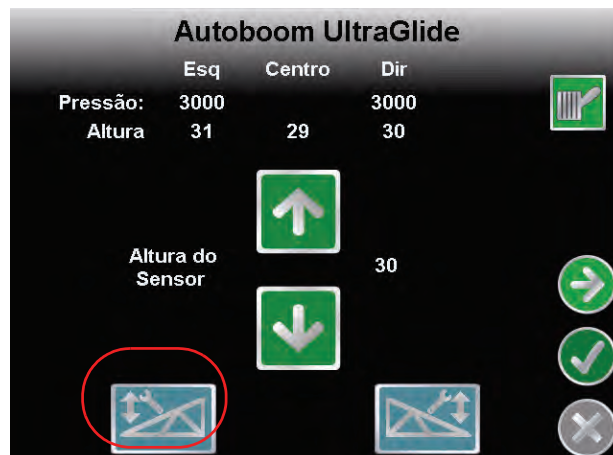 Autoboom UltraGlide
Esq Centro Dir
Pressão: 3000 3000
Altura 31 29 30
Altura do
Sensor 30